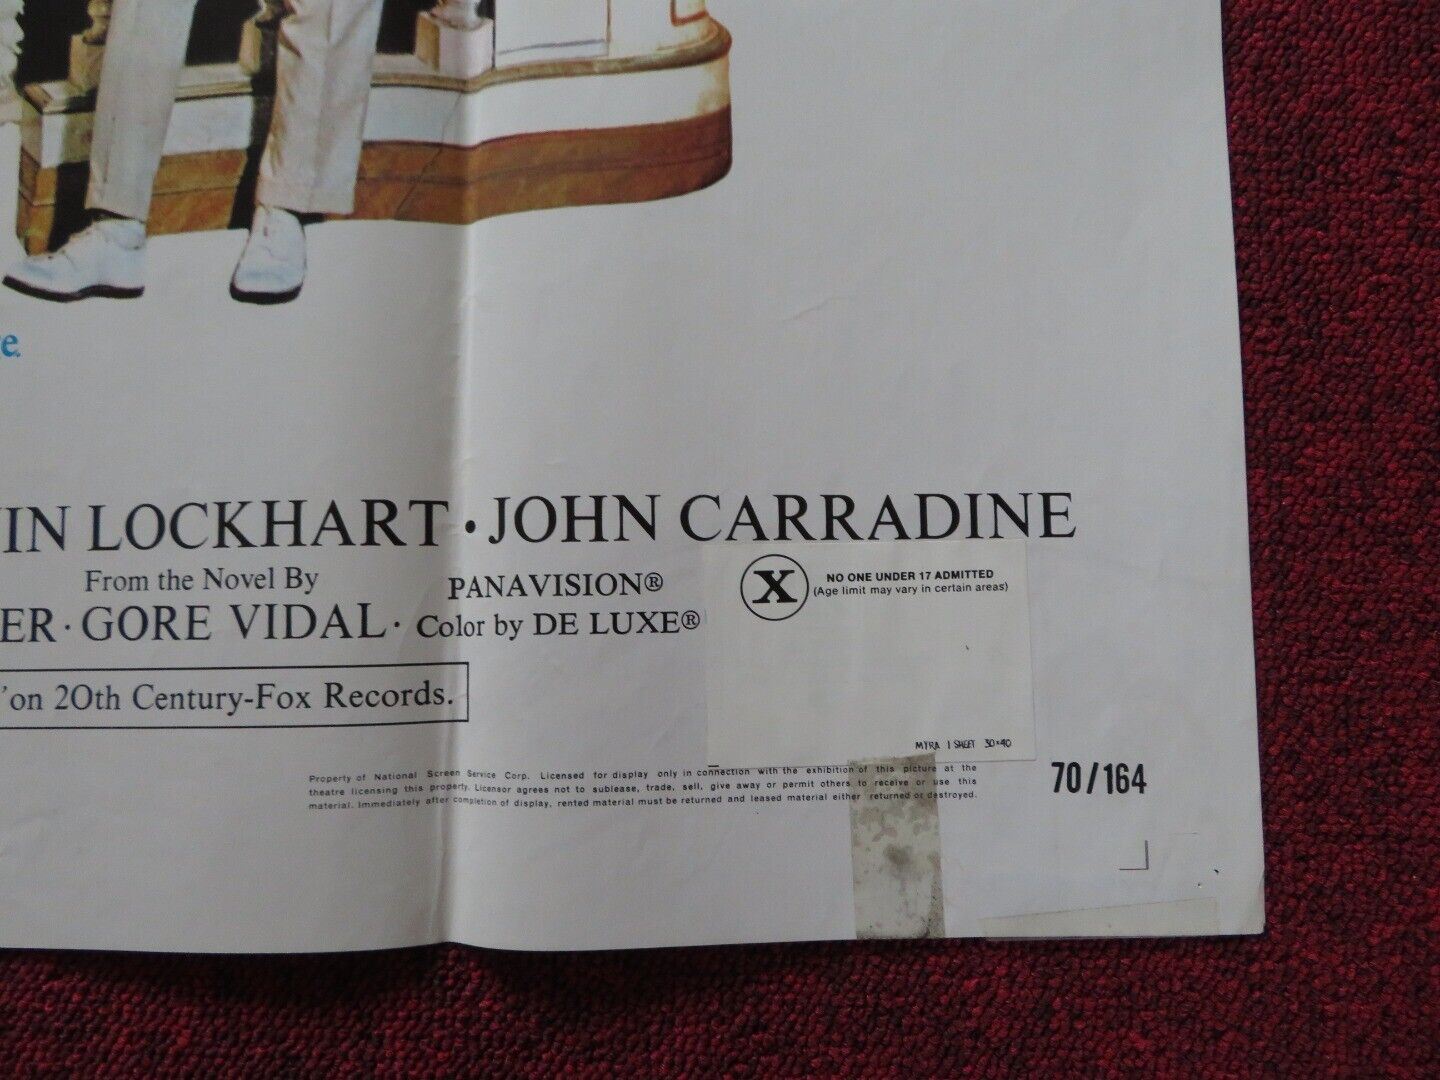 e.
IN LOCKHART · JOHN CARRADINE
From the Novel By
ER · GORE VIDAL ·
PANAVISION®
Color by DE LUXE®
X
NO ONE UNDER 17 ADMITTED
(Age limit may vary in certain areas)
' on 20th Century-Fox Records.
MYRA 1 SHEET 30x40
Property of National Screen Service Corp. Licensed for display only in connection with the exhibition of this picture at the
theatre licensing this property. Licensor agrees not to sublease, trade, sell, give away or permit others to receive or use this
material. Immediately after completion of display, rented material must be returned and leased material either returned or destroyed.
70/164